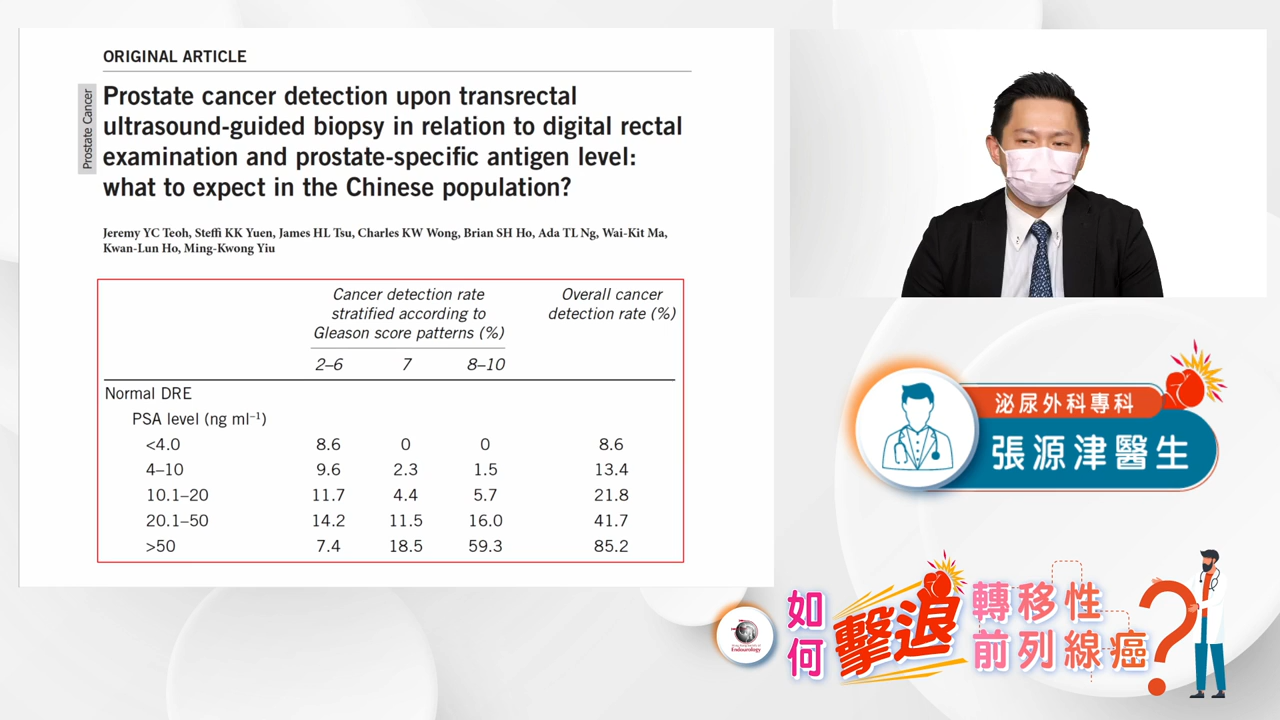 ORIGINAL ARTICLE
Prostate Cancer
Prostate cancer detection upon transrectal
ultrasound-guided biopsy in relation to digital rectal
examination and prostate-specific antigen level:
what to expect in the Chinese population?
Jeremy YC Teoh, Steffi KK Yuen, James HL Tsu, Charles KW Wong, Brian SH Ho, Ada TL Ng, Wai-Kit Ma,
Kwan-Lun Ho, Ming-Kwong Yiu
Cancer detection rate stratified according to Gleason score patterns (%) Overall cancer detection rate (%)
2–6 7 8–10
Normal DRE
PSA level (ng ml⁻¹)
<4.0 8.6 0 0 8.6
4–10 9.6 2.3 1.5 13.4
10.1–20 11.7 4.4 5.7 21.8
20.1–50 14.2 11.5 16.0 41.7
>50 7.4 18.5 59.3 85.2
泌尿外科專科
張源津醫生
Endourology
如何擊退轉移性前列線癌?